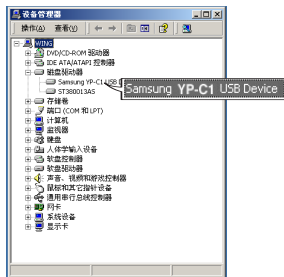 设备管理器
操作(A) 查看(V)
WING
DVD/CD-ROM 驱动器
IDE ATA/ATAPI 控制器
磁盘驱动器
Samsung YP-C1 USB D
Samsung YP-C1 USB Device
ST380013AS
存储卷
端口 (COM 和 LPT)
计算机
监视器
键盘
人体学输入设备
软盘控制器
软盘驱动器
声音、视频和游戏控制器
鼠标和其它指针设备
通用串行总线控制器
网卡
系统设备
显示卡